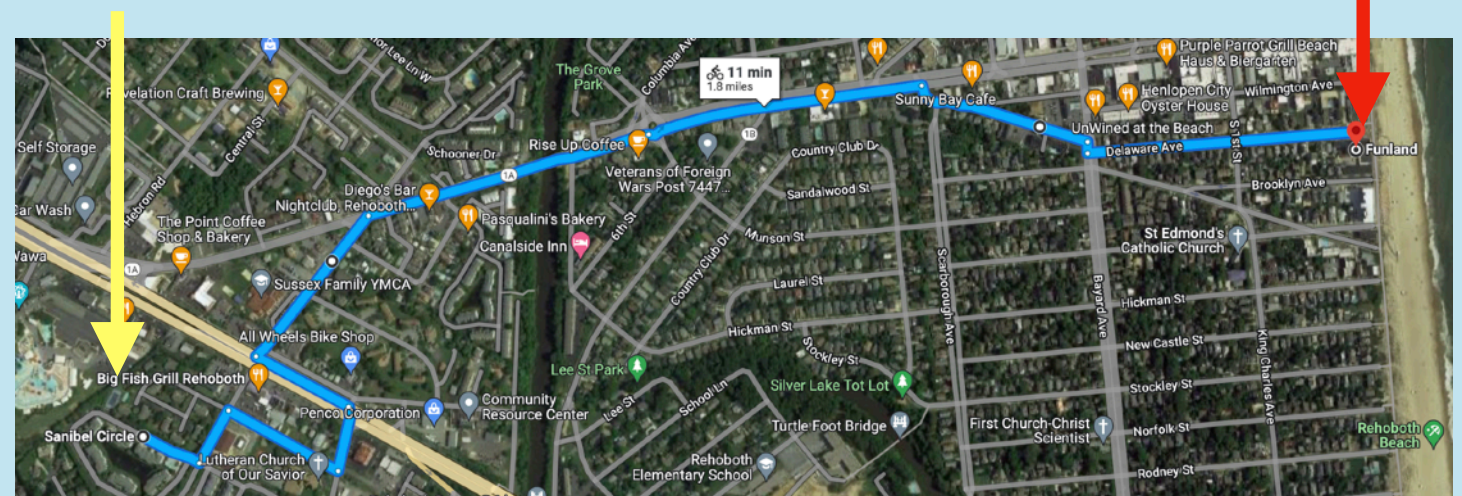 Purple Parrot Grill Beach
Haus & Biergarten
The Grove
Park
Columbia Ave
11 min
1.8 miles
Revelation Craft Brewing
Henlopen City
Oyster House
Wilmington Ave
Sunny Bay Cafe
UnWined at the Beach
Central St
Self Storage
Rise Up Coffee
1B
Country Club Dr
Delaware Ave
S 1st St
Funland
Schooner Dr
1A
Veterans of Foreign
Wars Post 7447...
Hebron Rd
Diego's Bar
Nightclub, Rehoboth...
Sandalwood St
Brooklyn Ave
Car Wash
The Point Coffee
Shop & Bakery
Pasqualini's Bakery
6th St
Munson St
St Edmond's
Catholic Church
Canalside Inn
Wawa
1A
Country Club Dr
Scarborough Ave
Bayard Ave
Sussex Family YMCA
Laurel St
Hickman St
Hickman St
All Wheels Bike Shop
New Castle St
King Charles Ave
Stockley St
Lee St Park
Big Fish Grill Rehoboth
Silver Lake Tot Lot
Stockley St
School Ln
Lee St
Penco Corporation
Community
Resource Center
Turtle Foot Bridge
First Church-Christ
Scientist
Norfolk St
Rehoboth
Beach
Sanibel Circle
Lutheran Church
of Our Savior
Rehoboth
Elementary School
Rodney St